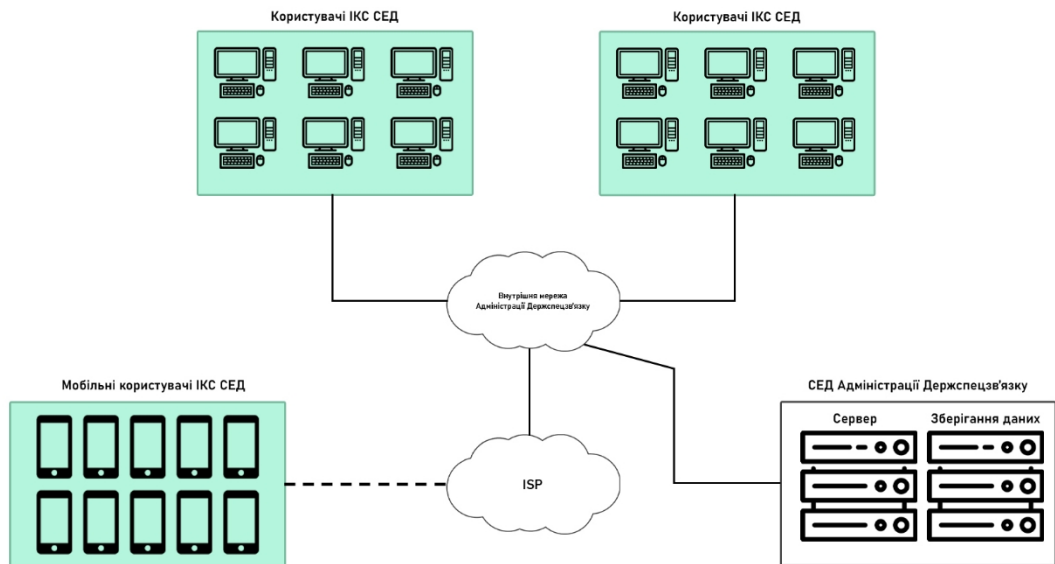 Користувачі ІКС СЕД
Користувачі ІКС СЕД
Внутрішня мережа
Адміністрації Держспецзв'язку
Мобільні користувачі ІКС СЕД
ISP
СЕД Адміністрації Держспецзв'язку
Сервер
Зберігання даних